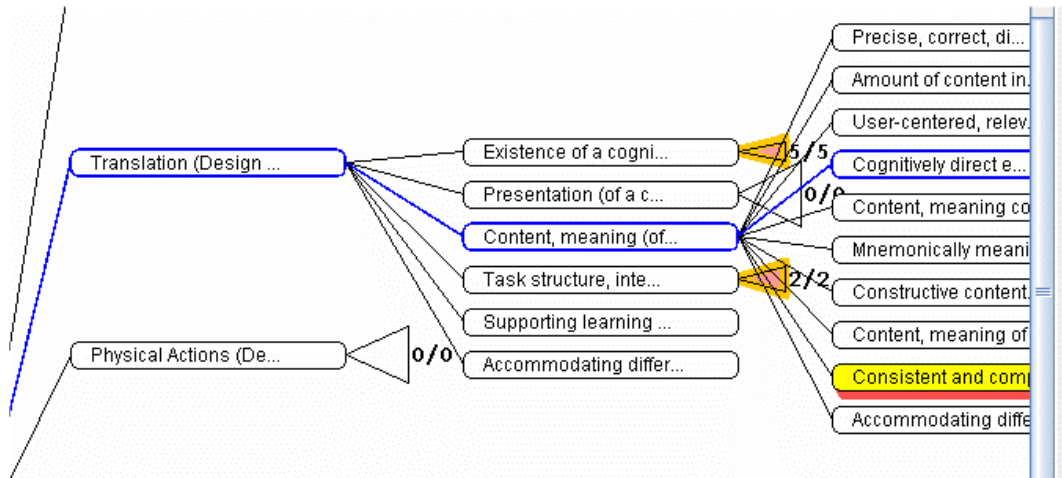 Precise, correct, di...
Amount of content in.
User-centered, relev.
Existence of a cogni...
5/5
Translation (Design ...
Cognitively direct e...
Presentation (of a c...
0/0
Content, meaning co
Content, meaning (of...
Mnemonically meani
Task structure, inte...
2/2
Constructive content.
Supporting learning ...
Content, meaning of
Physical Actions (De...
0/0
Accommodating differ...
Consistent and comp
Accommodating diffe